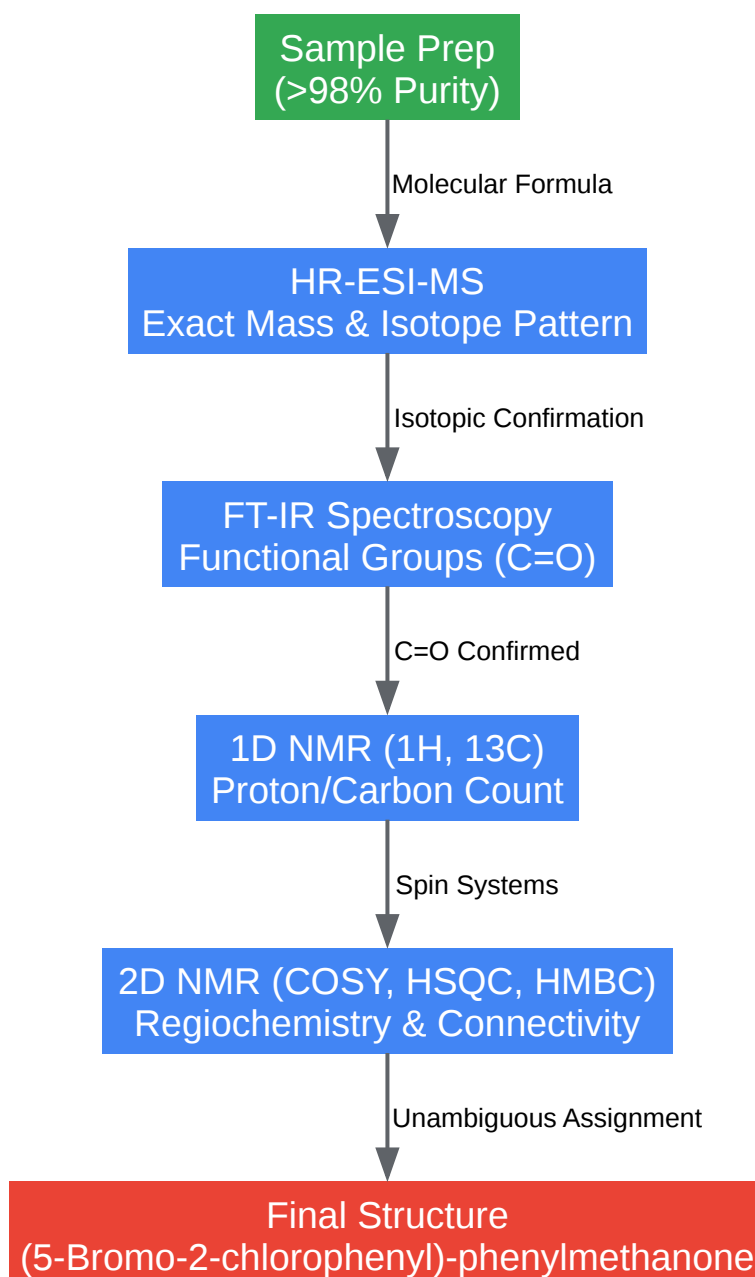 Sample Prep
(>98% Purity)
Molecular Formula
HR-ESI-MS
Exact Mass & Isotope Pattern
Isotopic Confirmation
FT-IR Spectroscopy
Functional Groups (C=O)
C=O Confirmed
1D NMR (1H, 13C)
Proton/Carbon Count
Spin Systems
2D NMR (COSY, HSQC, HMBC)
Regiochemistry & Connectivity
Unambiguous Assignment
Final Structure
(5-Bromo-2-chlorophenyl)-phenylmethanone